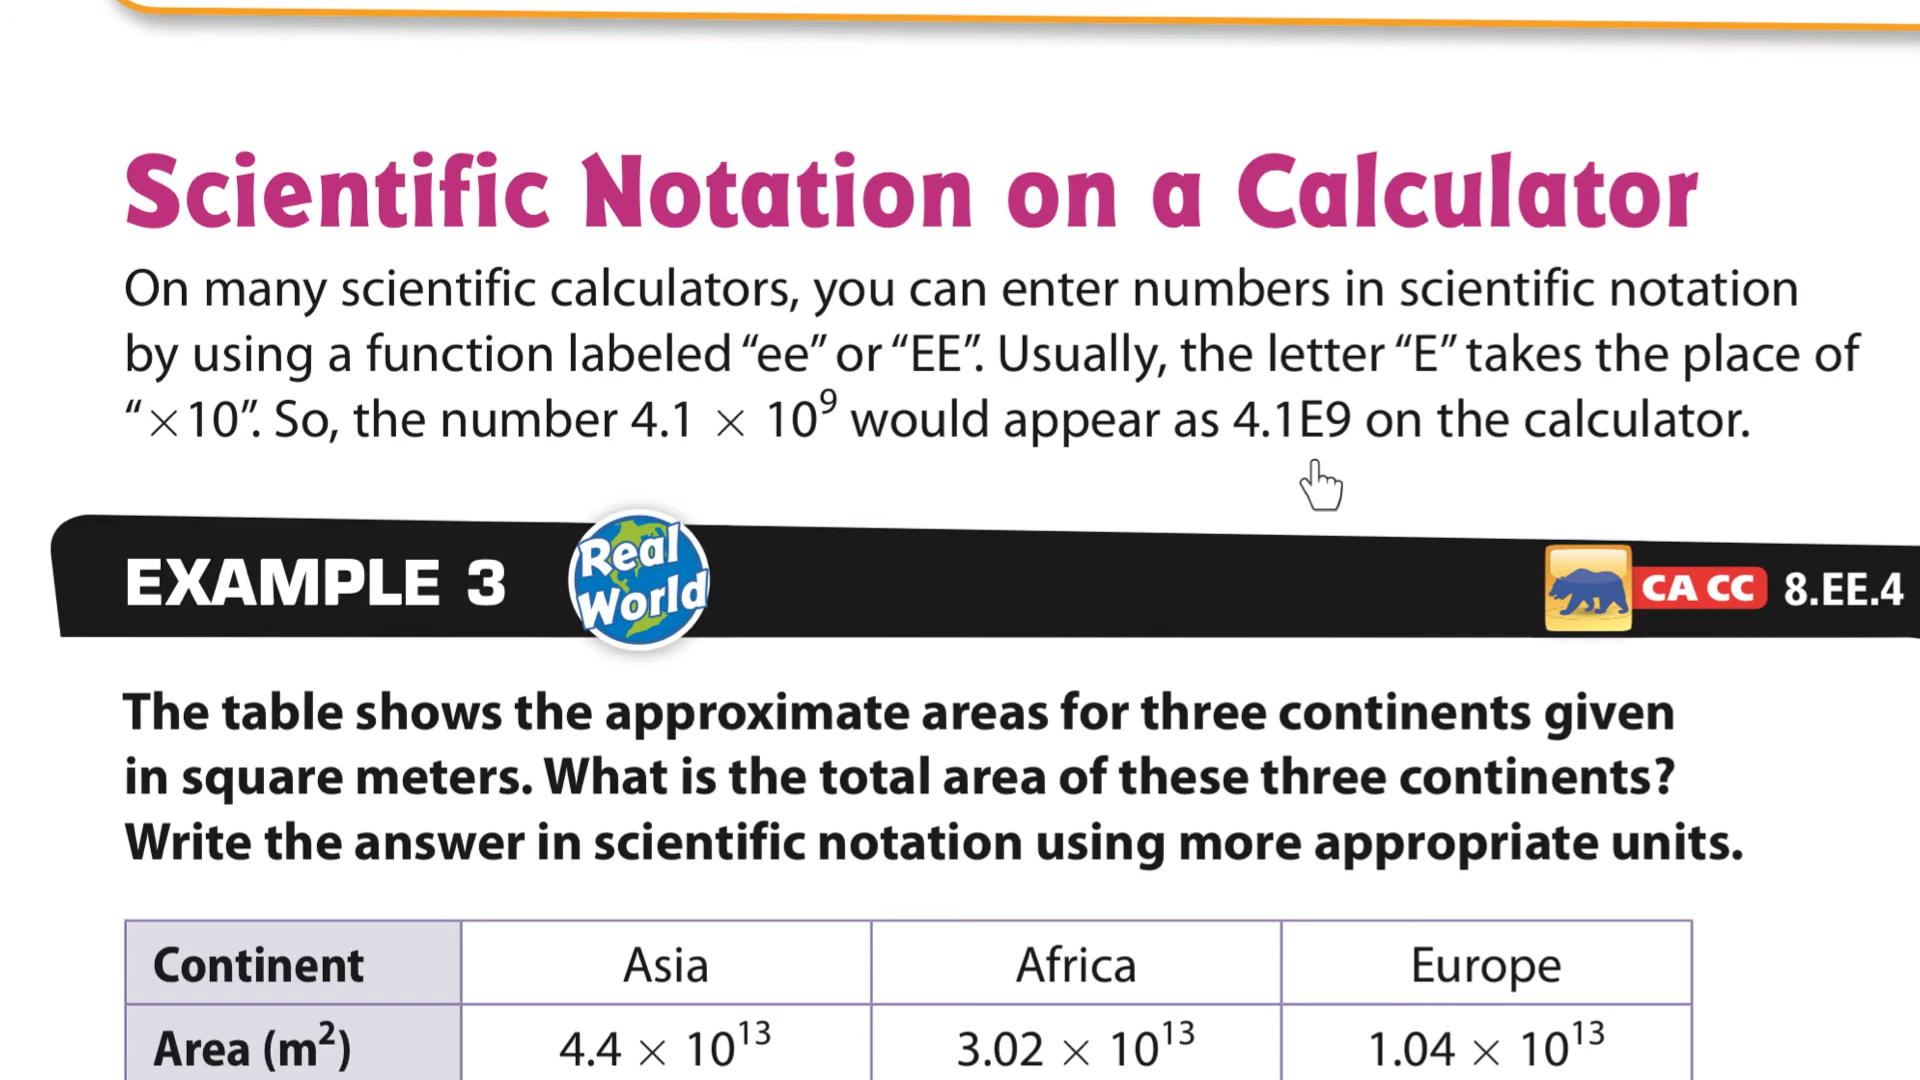 Scientific Notation on a Calculator
On many scientific calculators, you can enter numbers in scientific notation
by using a function labeled “ee” or “EE”. Usually, the letter “E” takes the place of
“×10”. So, the number 4.1 × 10⁹ would appear as 4.1E9 on the calculator.
EXAMPLE 3
Real
World
CA CC 8.EE.4
The table shows the approximate areas for three continents given
in square meters. What is the total area of these three continents?
Write the answer in scientific notation using more appropriate units.
Continent Asia Africa Europe
Area (m²) 4.4 × 10¹³ 3.02 × 10¹³ 1.04 × 10¹³